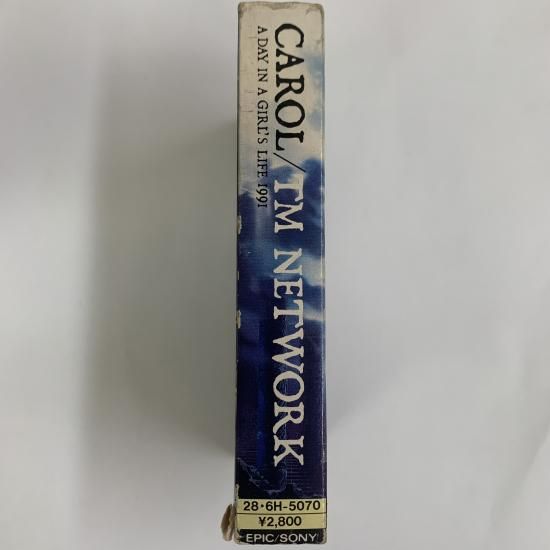 CAROL/TM NETWORK
A DAY IN A GIRL'S LIFE 1991
28・6H-5070
¥2,800
EPIC/SONY